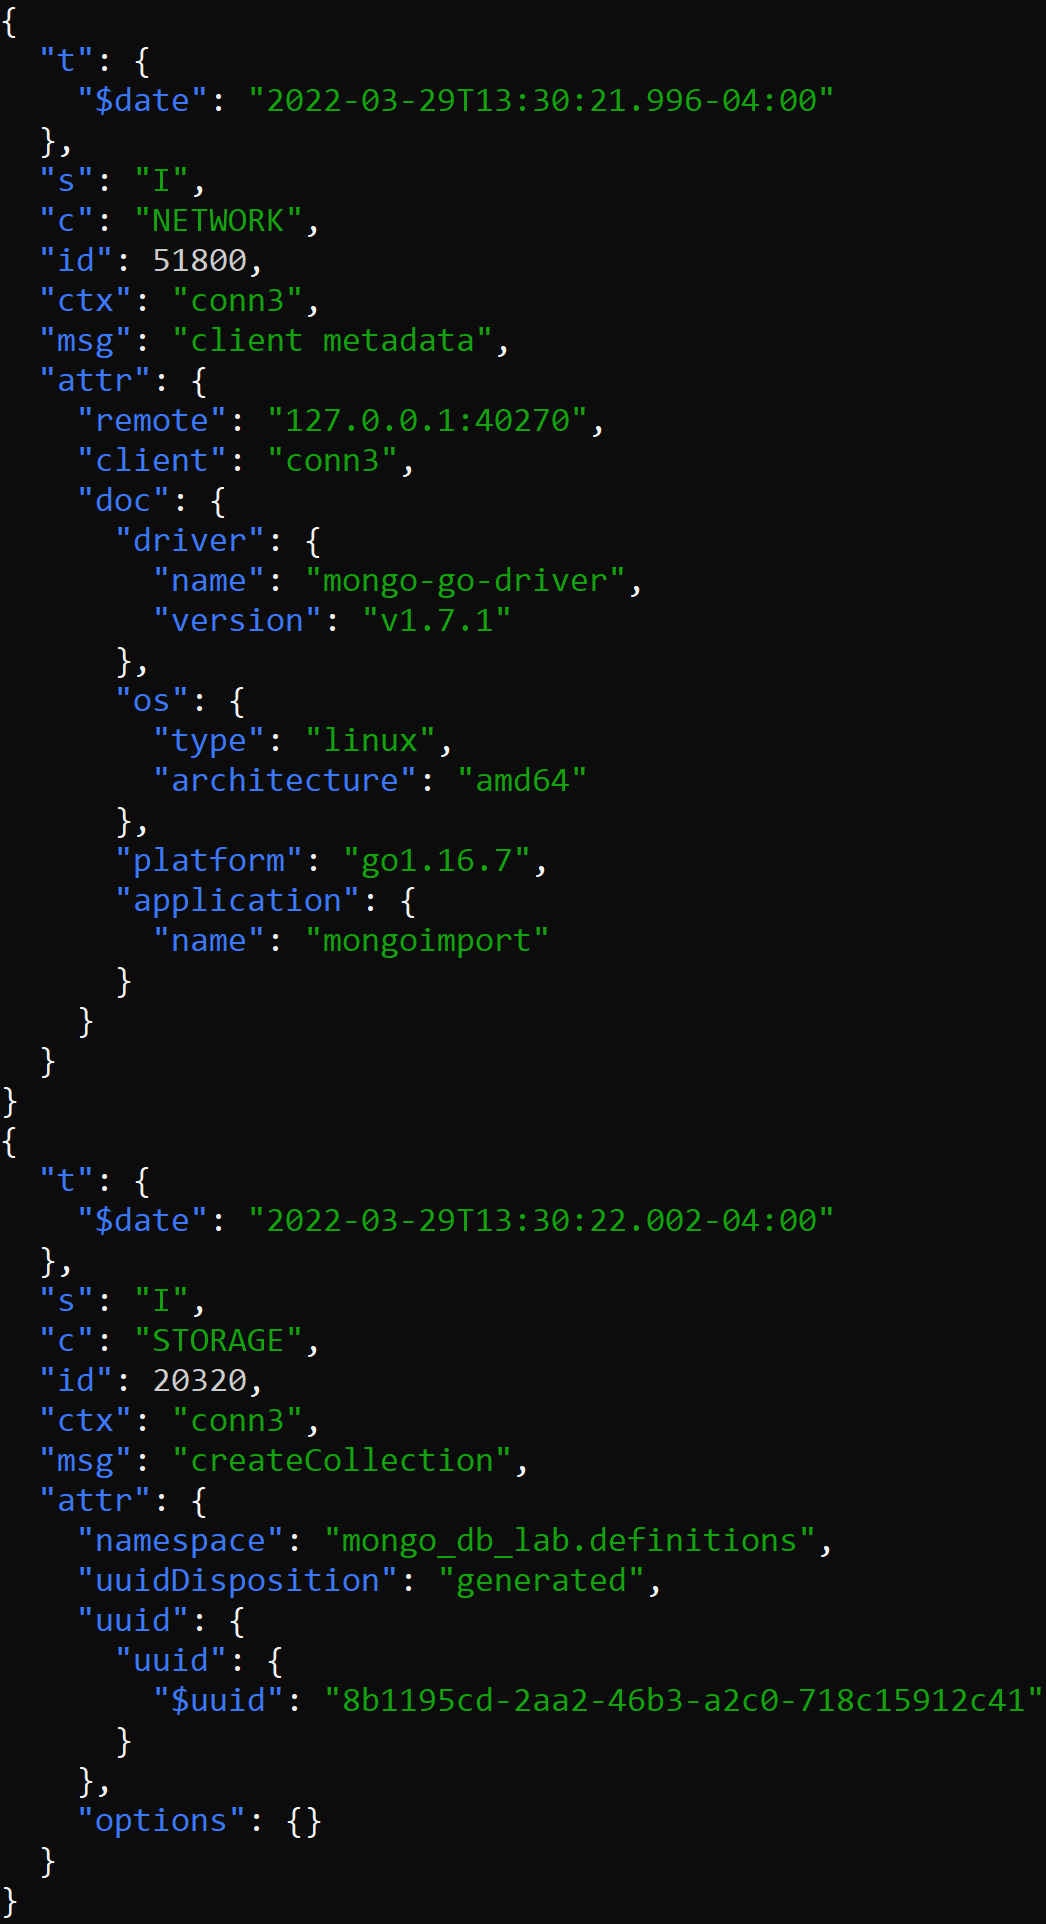 {
  "t": {
    "$date": "2022-03-29T13:30:21.996-04:00"
  },
  "s": "I",
  "c": "NETWORK",
  "id": 51800,
  "ctx": "conn3",
  "msg": "client metadata",
  "attr": {
    "remote": "127.0.0.1:40270",
    "client": "conn3",
    "doc": {
      "driver": {
        "name": "mongo-go-driver",
        "version": "v1.7.1"
      },
      "os": {
        "type": "linux",
        "architecture": "amd64"
      },
      "platform": "go1.16.7",
      "application": {
        "name": "mongoimport"
      }
    }
  }
}
{
  "t": {
    "$date": "2022-03-29T13:30:22.002-04:00"
  },
  "s": "I",
  "c": "STORAGE",
  "id": 20320,
  "ctx": "conn3",
  "msg": "createCollection",
  "attr": {
    "namespace": "mongo_db_lab.definitions",
    "uuidDisposition": "generated",
    "uuid": {
      "uuid": {
        "$uuid": "8b1195cd-2aa2-46b3-a2c0-718c15912c41"
      }
    },
    "options": {}
  }
}